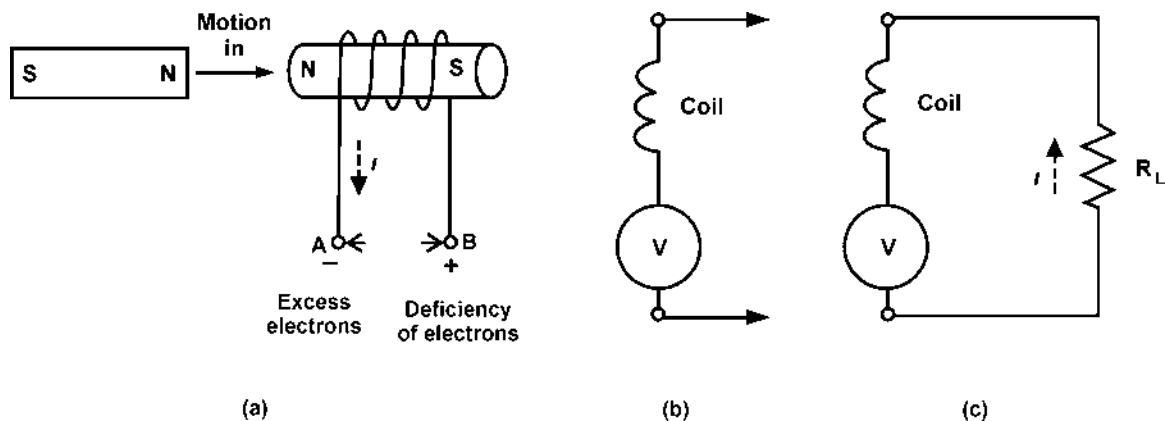 Motion
in
S
N
N
S
I
A
B
−
+
Excess
electrons
Deficiency
of electrons
(a)
Coil
V
(b)
Coil
I
R L
V
(c)